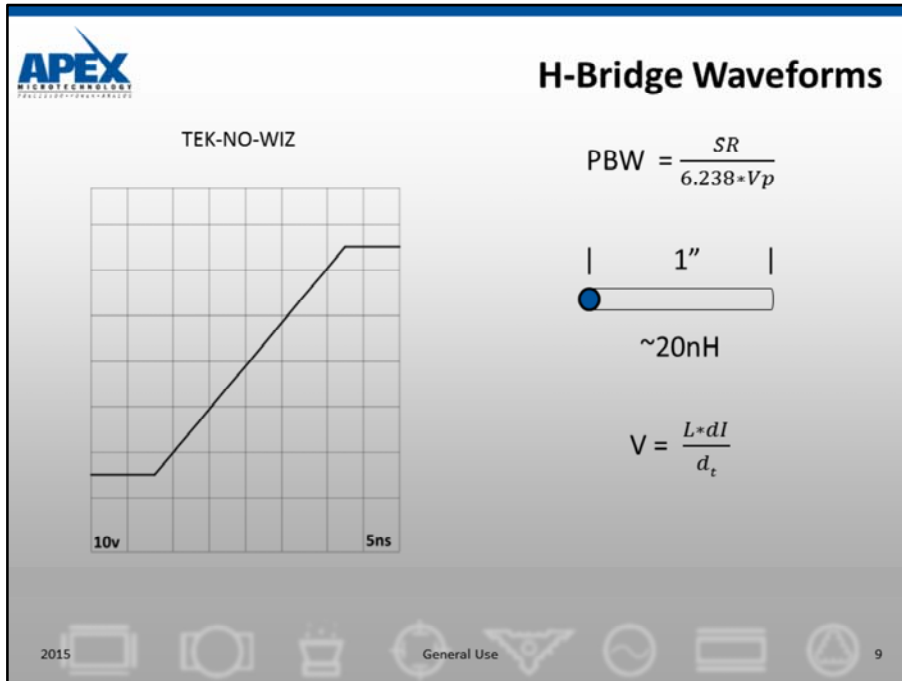 APEX
MICROTECHNOLOGY
H-Bridge Waveforms
TEK-NO-WIZ
10v
5ns
PBW = SR / 6.238*Vp
| 1” |
~20nH
V = L*dI / dₜ
2015
General Use
9